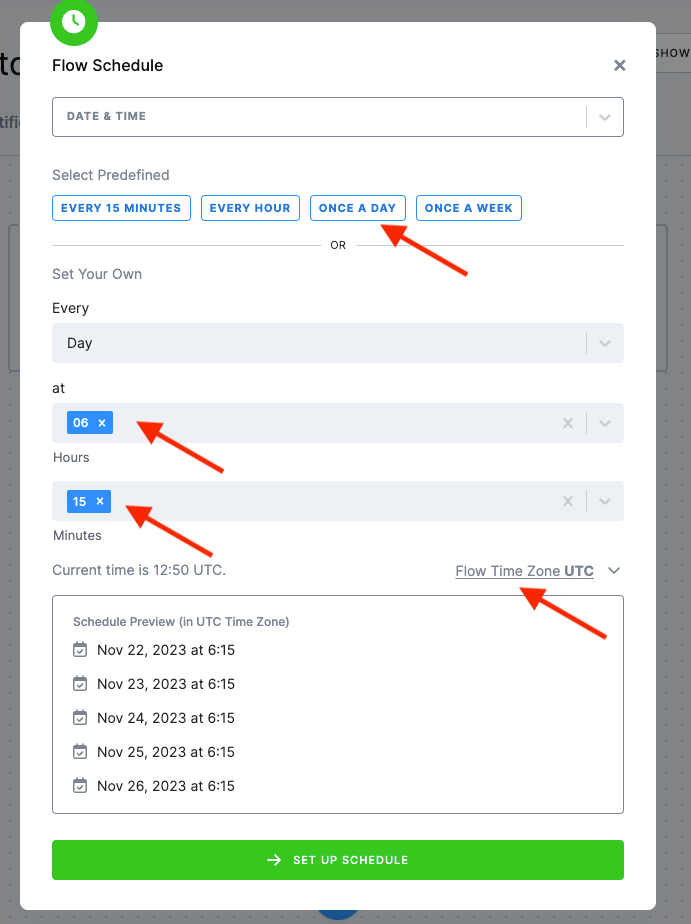 Flow Schedule
SHOW
DATE & TIME
Select Predefined
EVERY 15 MINUTES EVERY HOUR ONCE A DAY ONCE A WEEK
OR
Set Your Own
Every
Day
at
06
Hours
15
Minutes
Current time is 12:50 UTC. Flow Time Zone UTC
Schedule Preview (in UTC Time Zone)
Nov 22, 2023 at 6:15
Nov 23, 2023 at 6:15
Nov 24, 2023 at 6:15
Nov 25, 2023 at 6:15
Nov 26, 2023 at 6:15
SET UP SCHEDULE